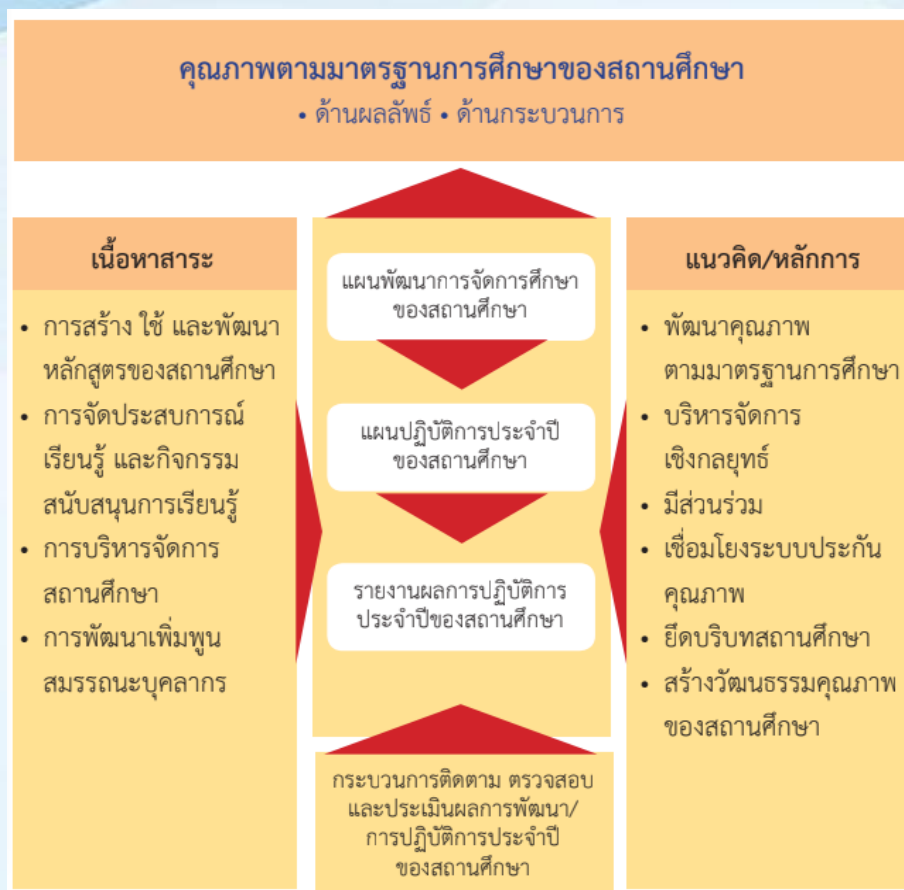 คุณภาพตามมาตรฐานการศึกษาของสถานศึกษา
• ด้านผลลัพธ์ • ด้านกระบวนการ
เนื้อหาสาระ
• การสร้าง ใช้ และพัฒนา
หลักสูตรของสถานศึกษา
• การจัดประสบการณ์
เรียนรู้ และกิจกรรม
สนับสนุนการเรียนรู้
• การบริหารจัดการ
สถานศึกษา
• การพัฒนาเพิ่มพูน
สมรรถนะบุคลากร
แผนพัฒนาการจัดการศึกษา
ของสถานศึกษา
แผนปฏิบัติการประจำปี
ของสถานศึกษา
รายงานผลการปฏิบัติการ
ประจำปีของสถานศึกษา
กระบวนการติดตาม ตรวจสอบ
และประเมินผลการพัฒนา/
การปฏิบัติการประจำปี
ของสถานศึกษา
แนวคิด/หลักการ
• พัฒนาคุณภาพ
ตามมาตรฐานการศึกษา
• บริหารจัดการ
เชิงกลยุทธ์
• มีส่วนร่วม
• เชื่อมโยงระบบประกัน
คุณภาพ
• ยึดบริบทสถานศึกษา
• สร้างวัฒนธรรมคุณภาพ
ของสถานศึกษา